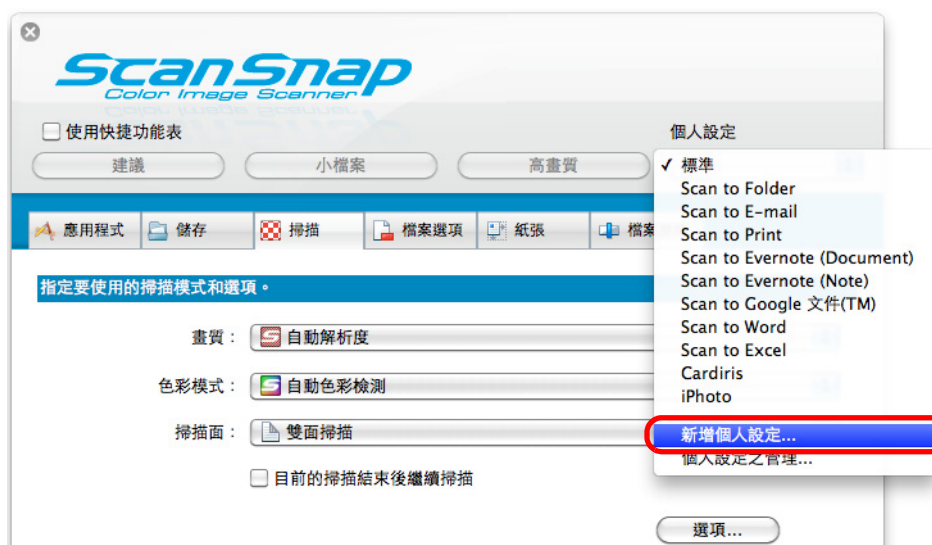 ScanSnap
Color Image Scanner
使用快捷功能表
個人設定
建議
小檔案
高畫質
✓ 標準
Scan to Folder
Scan to E-mail
Scan to Print
Scan to Evernote (Document)
Scan to Evernote (Note)
Scan to Google 文件(TM)
Scan to Word
Scan to Excel
Cardiris
iPhoto
新增個人設定...
個人設定之管理...
應用程式
儲存
掃描
檔案選項
紙張
檔案
指定要使用的掃描模式和選項。
畫質：
自動解析度
色彩模式：
自動色彩檢測
掃描面：
雙面掃描
目前的掃描結束後繼續掃描
選項...